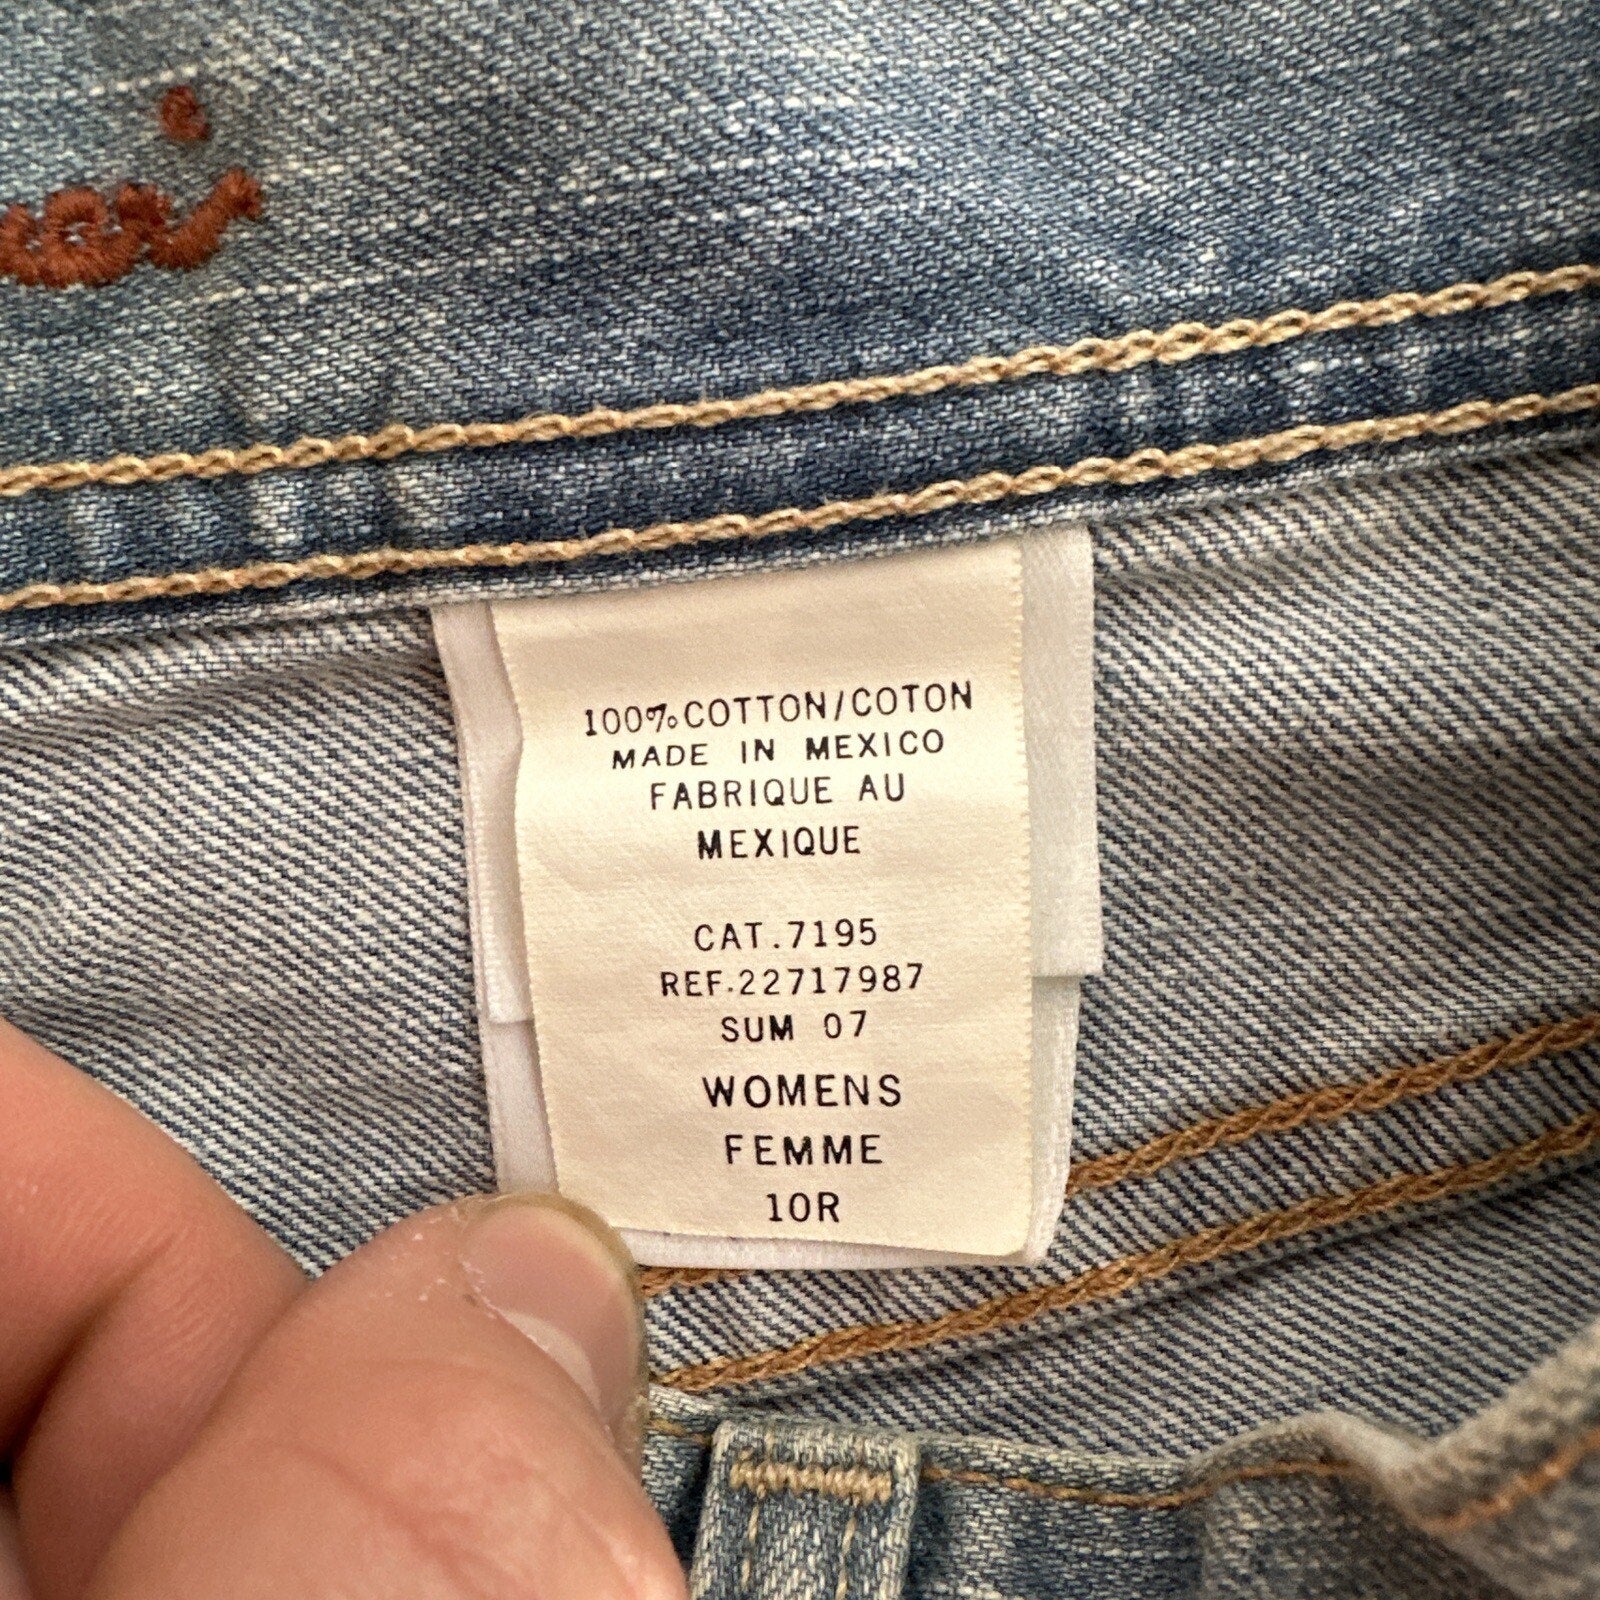 100% COTTON/COTON
MADE IN MEXICO
FABRIQUE AU
MEXIQUE
CAT.7195
REF.22717987
SUM 07
WOMENS
FEMME
10R